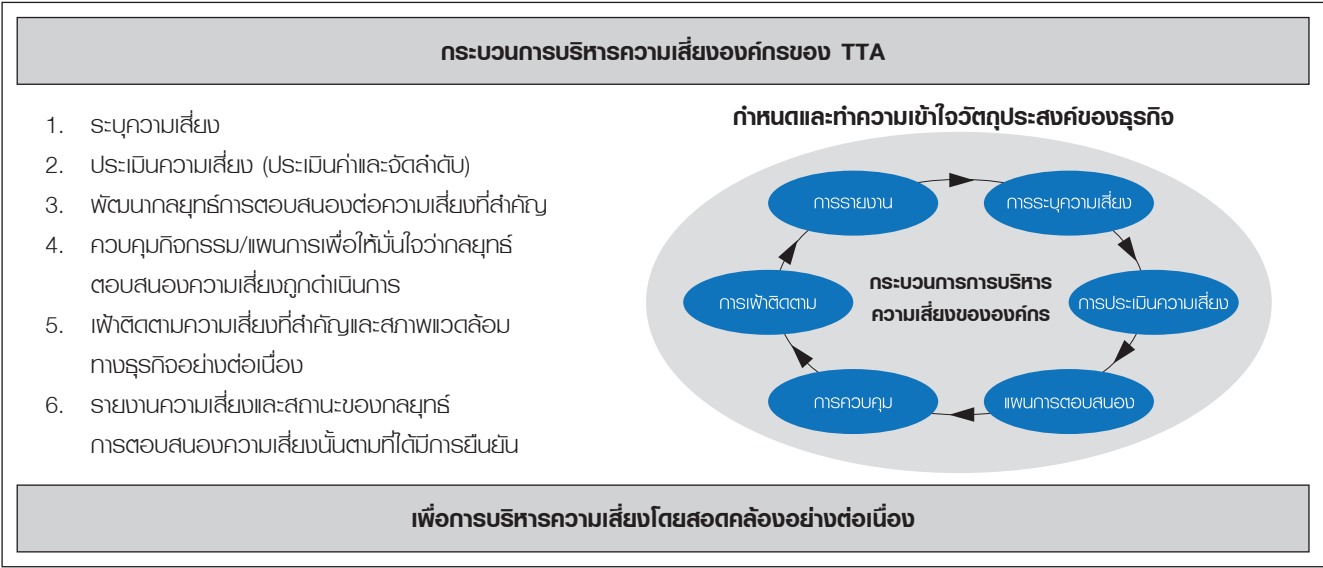 กระบวนการบริหารความเสี่ยงองค์กรของ TTA
1. ระบุความเสี่ยง
2. ประเมินความเสี่ยง (ประเมินค่าและจัดลำดับ)
3. พัฒนากลยุทธ์การตอบสนองต่อความเสี่ยงที่สำคัญ
4. ควบคุมกิจกรรม/แผนการเพื่อให้มั่นใจว่ากลยุทธ์
ตอบสนองความเสี่ยงถูกดำเนินการ
5. เฝ้าติดตามความเสี่ยงที่สำคัญและสภาพแวดล้อม
ทางธุรกิจอย่างต่อเนื่อง
6. รายงานความเสี่ยงและสถานะของกลยุทธ์
การตอบสนองความเสี่ยงนั้นตามที่ได้มีการยืนยัน
กำหนดและทำความเข้าใจวัตถุประสงค์ของธุรกิจ
การรายงาน
การระบุความเสี่ยง
การเฝ้าติดตาม
กระบวนการการบริหาร
ความเสี่ยงขององค์กร
การประเมินความเสี่ยง
การควบคุม
แผนการตอบสนอง
เพื่อการบริหารความเสี่ยงโดยสอดคล้องอย่างต่อเนื่อง